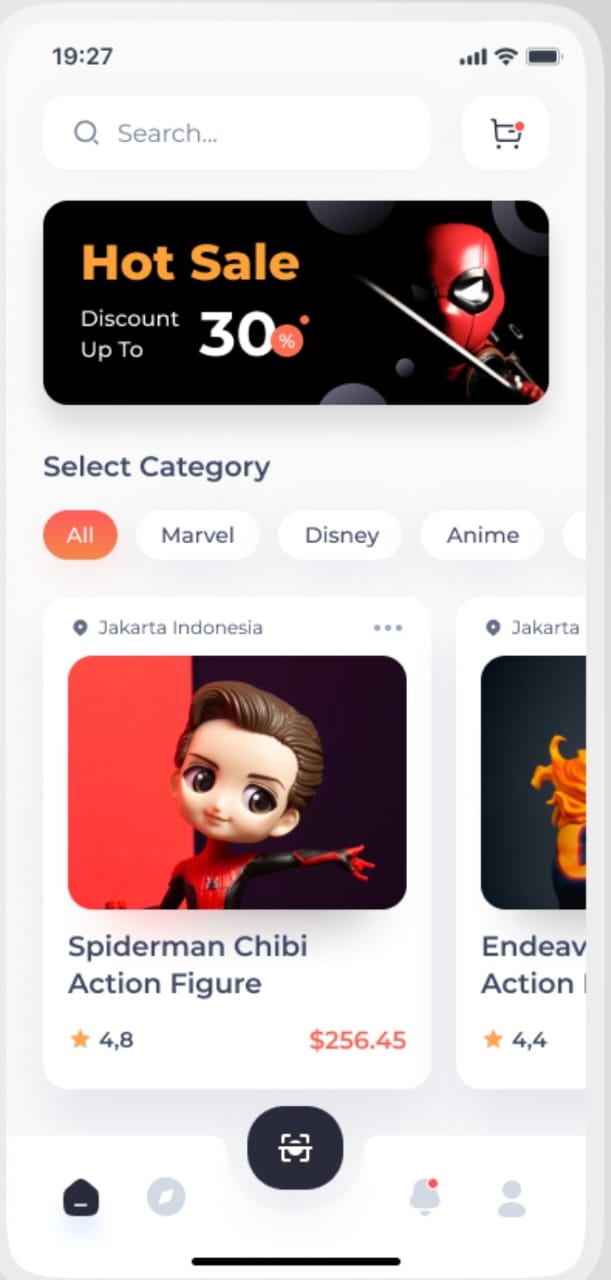 19:27
Search...
Hot Sale
Discount
Up To
30%
Select Category
All
Marvel
Disney
Anime
Jakarta Indonesia
Jakarta
Spiderman Chibi
Action Figure
4,8
$256.45
Action
4,4